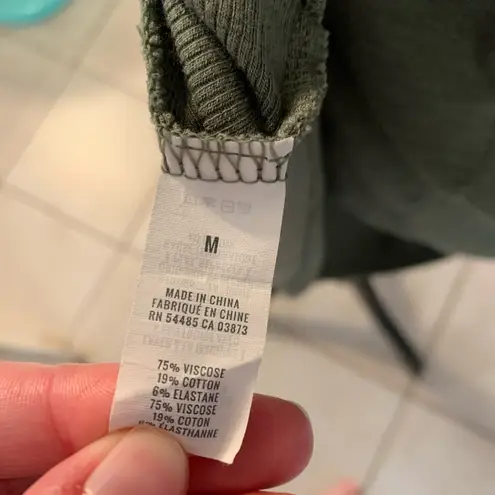 M
MADE IN CHINA
FABRIQUÉ EN CHINE
RN 54485 CA 03873
75% VISCOSE
19% COTTON
6% ELASTANE
75% VISCOSE
19% COTON
ÉLASTHANNE